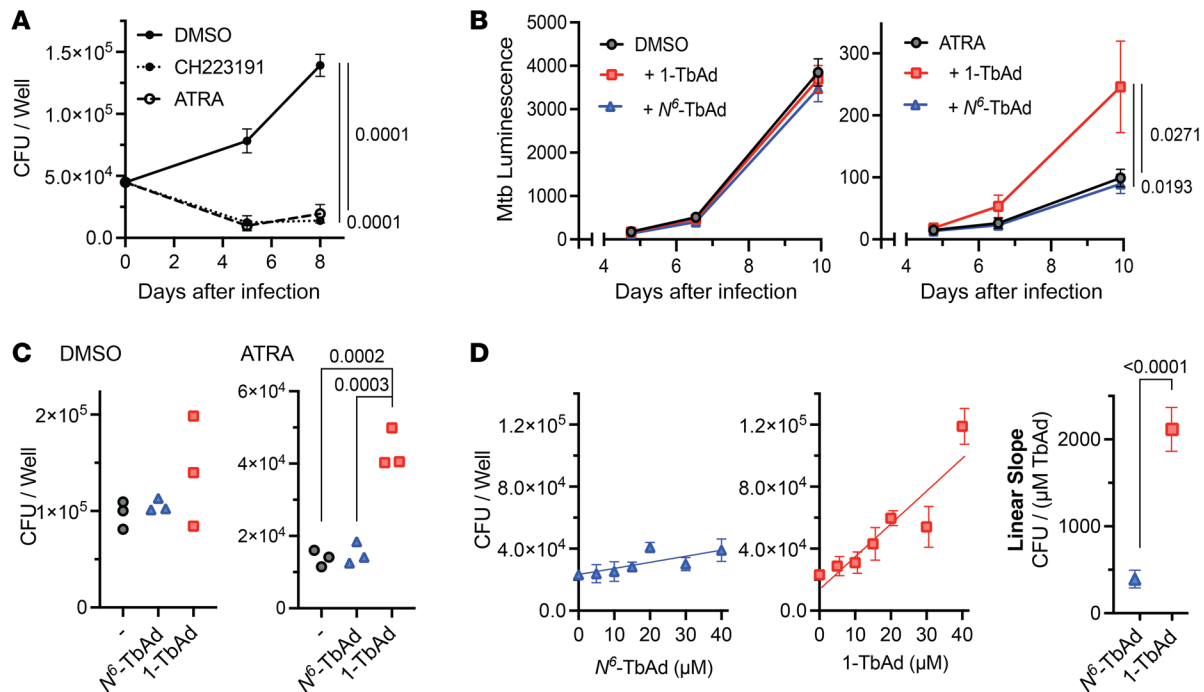 A
DMSO
CH223191
ATRA
CFU / Well
1.5×10⁵
1.0×10⁵
5.0×10⁴
0.0
0.0001
0.0001
0 2 4 6 8
Days after infection
B
DMSO
+ 1-TbAd
+ N⁶-TbAd
Mtb Luminescence
5000
4000
3000
2000
1000
0
4 6 8 10
Days after infection
ATRA
+ 1-TbAd
+ N⁶-TbAd
300
200
100
0
0.0271
0.0193
4 6 8 10
Days after infection
C
DMSO
CFU / Well
2×10⁵
1×10⁵
0
- N⁶-TbAd 1-TbAd
ATRA
0.0002
0.0003
6×10⁴
4×10⁴
2×10⁴
0
- N⁶-TbAd 1-TbAd
D
CFU / Well
1.2×10⁵
8.0×10⁴
4.0×10⁴
0.0
0 10 20 30 40
N⁶-TbAd (µM)
1.2×10⁵
8.0×10⁴
4.0×10⁴
0.0
0 10 20 30 40
1-TbAd (µM)
<0.0001
Linear Slope
CFU / (µM TbAd)
2000
1000
0
N⁶-TbAd 1-TbAd